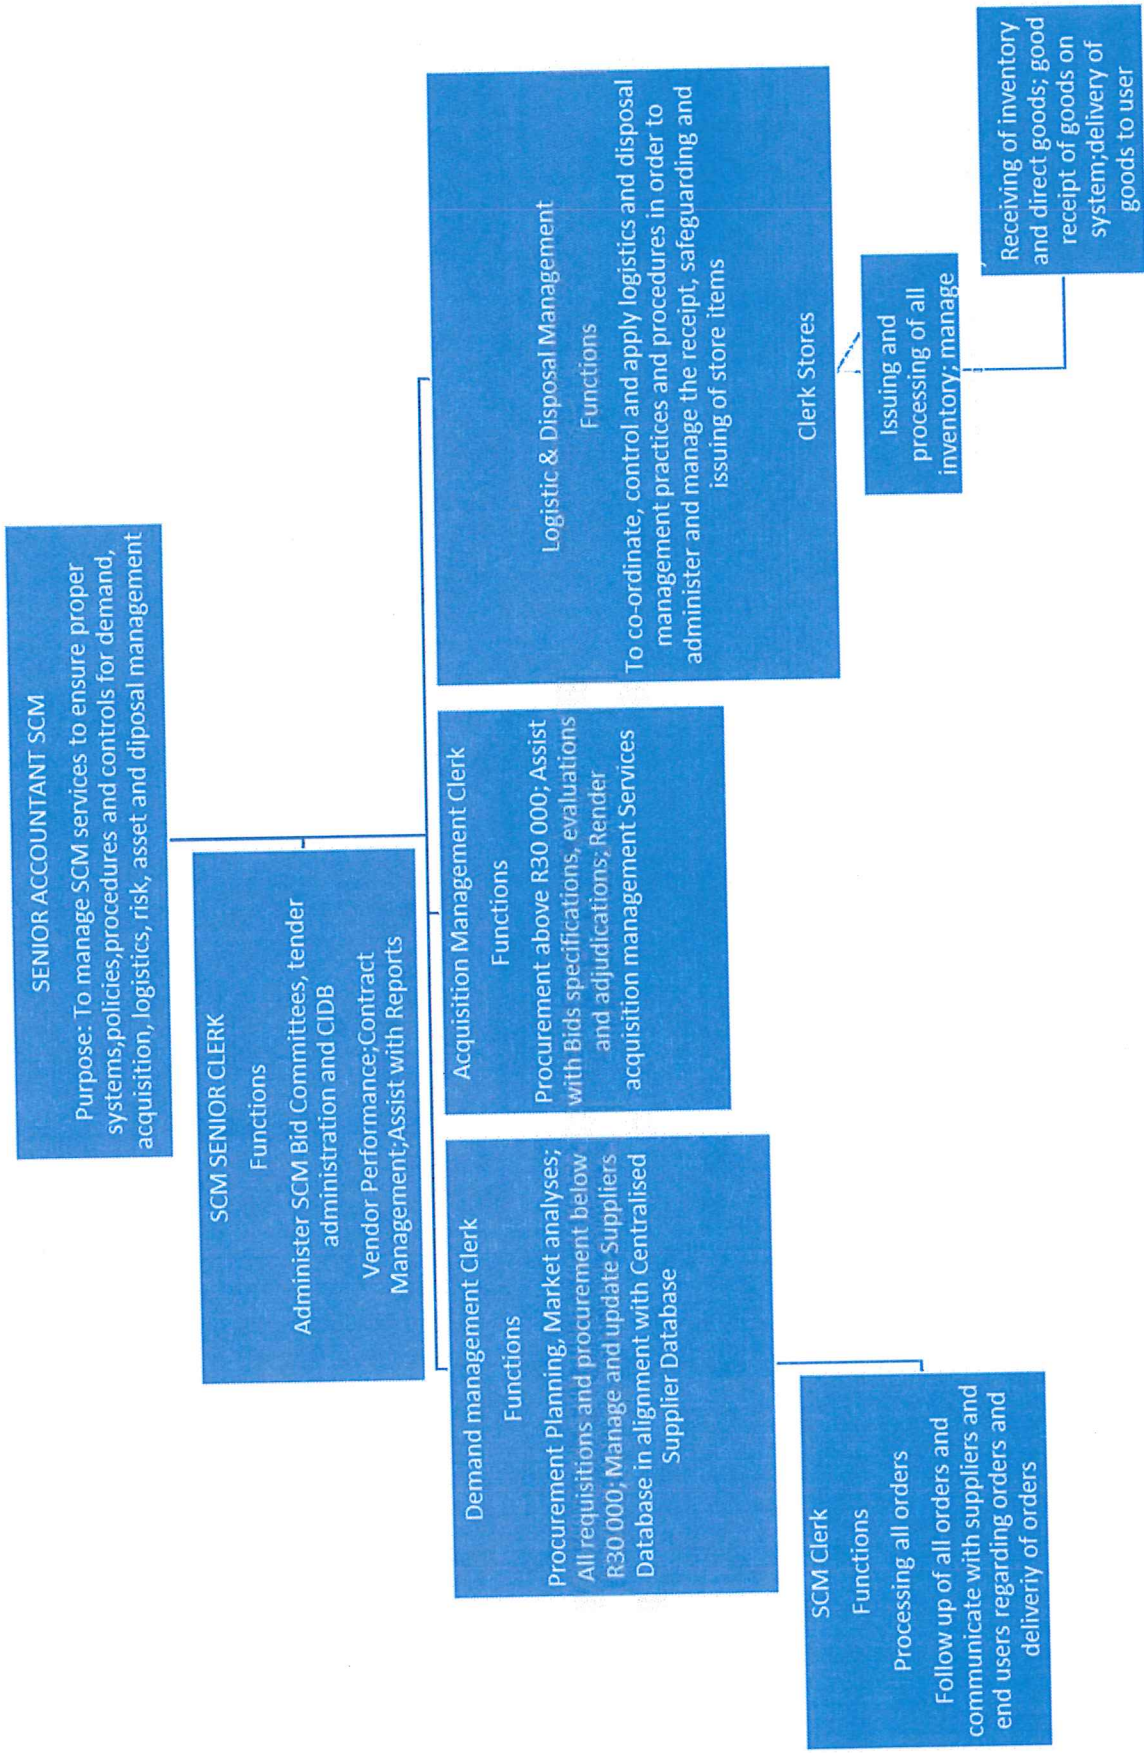 SENIOR ACCOUNTANT SCM
Purpose: To manage SCM services to ensure proper
systems,policies,procedures and controls for demand,
acquisition, logistics, risk, asset and diposal management
SCM SENIOR CLERK
Functions
Administer SCM Bid Committees, tender
administration and CIDB
Vendor Performance;Contract
Management;Assist with Reports
Demand management Clerk
Functions
Procurement Planning, Market analyses;
All requisitions and procurement below
R30 000; Manage and update Suppliers
Database in alignment with Centralised
Supplier Database
Acquisition Management Clerk
Functions
Procurement above R30 000; Assist
with Bids specifications, evaluations
and adjudications; Render
acquisition management Services
Logistic & Disposal Management
Functions
To co-ordinate, control and apply logistics and disposal
management practices and procedures in order to
administer and manage the receipt, safeguarding and
issuing of store items
Clerk Stores
SCM Clerk
Functions
Processing all orders
Follow up of all orders and
communicate with suppliers and
end users regarding orders and
deliveriy of orders
Issuing and
processing of all
inventory; manage
Receiving of inventory
and direct goods; good
receipt of goods on
system;delivery of
goods to user